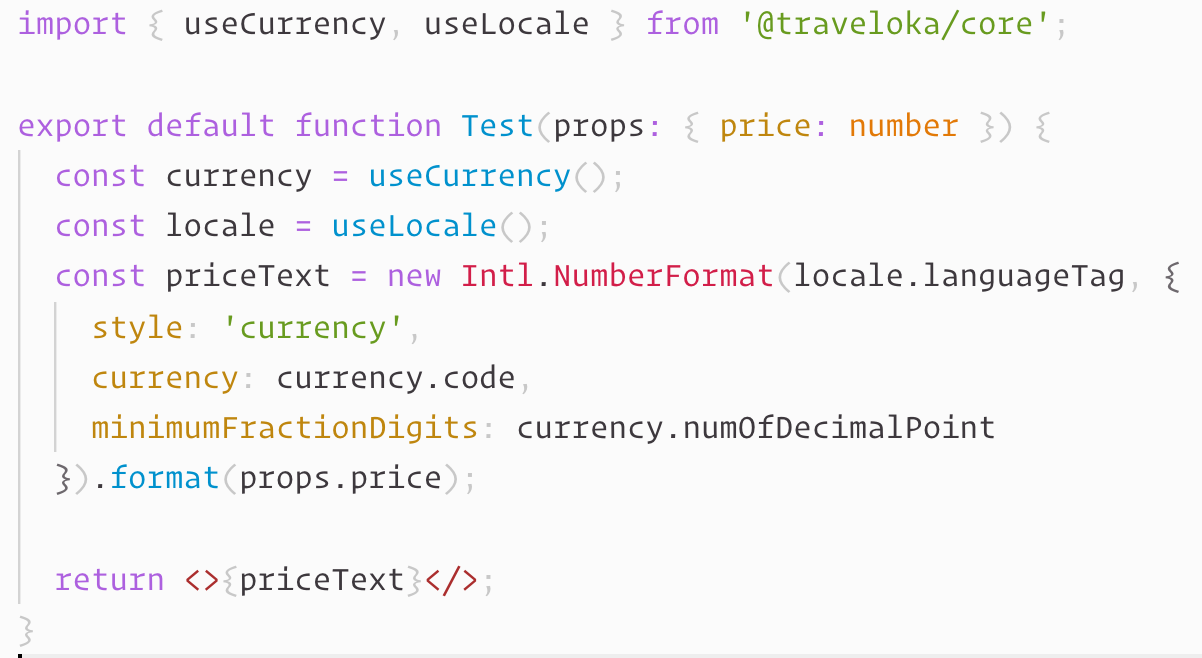 import { useCurrency, useLocale } from '@traveloka/core';
export default function Test(props: { price: number }) {
const currency = useCurrency();
const locale = useLocale();
const priceText = new Intl.NumberFormat(locale.languageTag, {
style: 'currency',
currency: currency.code,
minimumFractionDigits: currency.numOfDecimalPoint
}).format(props.price);
return <>{priceText}</>;
}